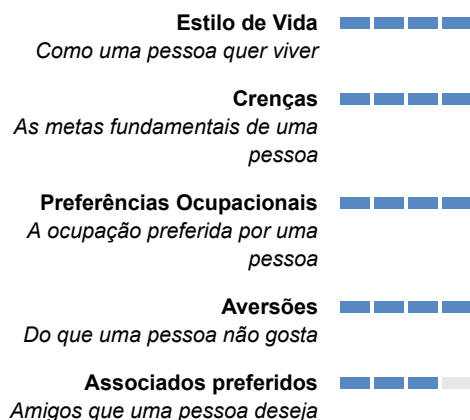 Estilo de Vida
Como uma pessoa quer viver
Crenças
As metas fundamentais de uma
pessoa
Preferências Ocupacionais
A ocupação preferida por uma
pessoa
Aversões
Do que uma pessoa não gosta
Associados preferidos
Amigos que uma pessoa deseja